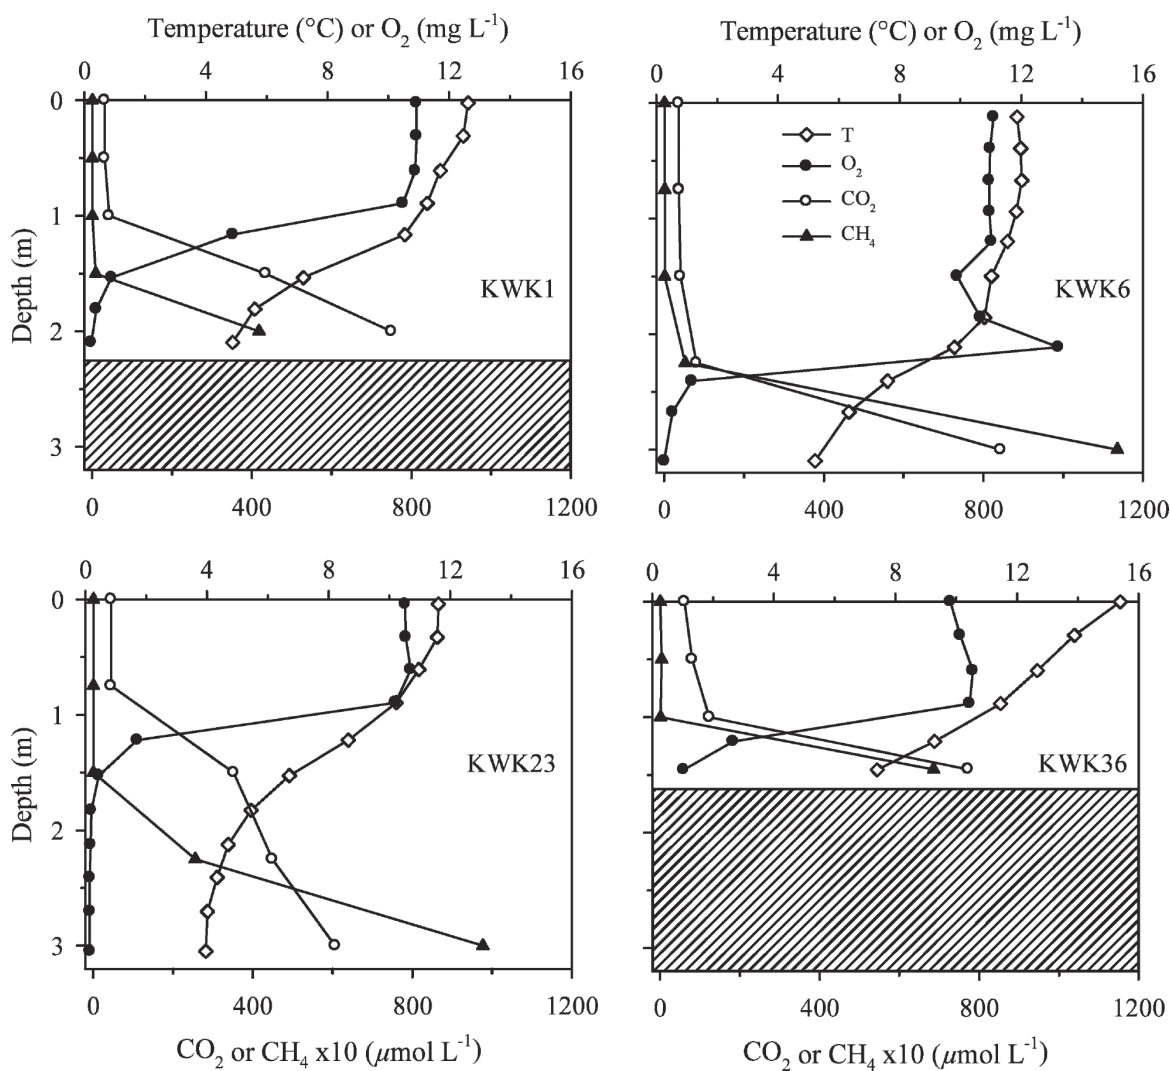 Temperature (°C) or O₂ (mg L⁻¹)
0 4 8 12 16
Depth (m)
0
1
2
3
KWK1
0 400 800 1200
Temperature (°C) or O₂ (mg L⁻¹)
0 4 8 12 16
T
O₂
CO₂
CH₄
KWK6
0 400 800 1200
0 4 8 12 16
Depth (m)
0
1
2
3
KWK23
0 400 800 1200
CO₂ or CH₄ x10 (μmol L⁻¹)
0 4 8 12 16
KWK36
0 400 800 1200
CO₂ or CH₄ x10 (μmol L⁻¹)